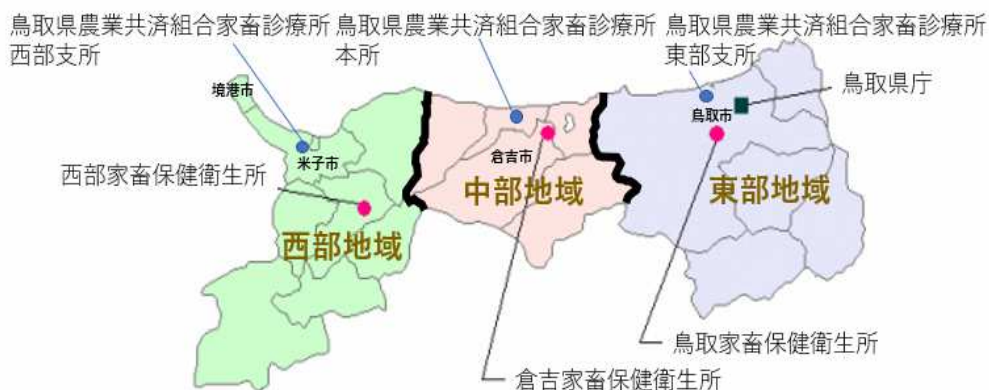 鳥取県農業共済組合家畜診療所
西部支所
鳥取県農業共済組合家畜診療所
本所
鳥取県農業共済組合家畜診療所
東部支所
鳥取県庁
境港市
米子市
倉吉市
鳥取市
西部家畜保健衛生所
西部地域
中部地域
東部地域
鳥取家畜保健衛生所
倉吉家畜保健衛生所